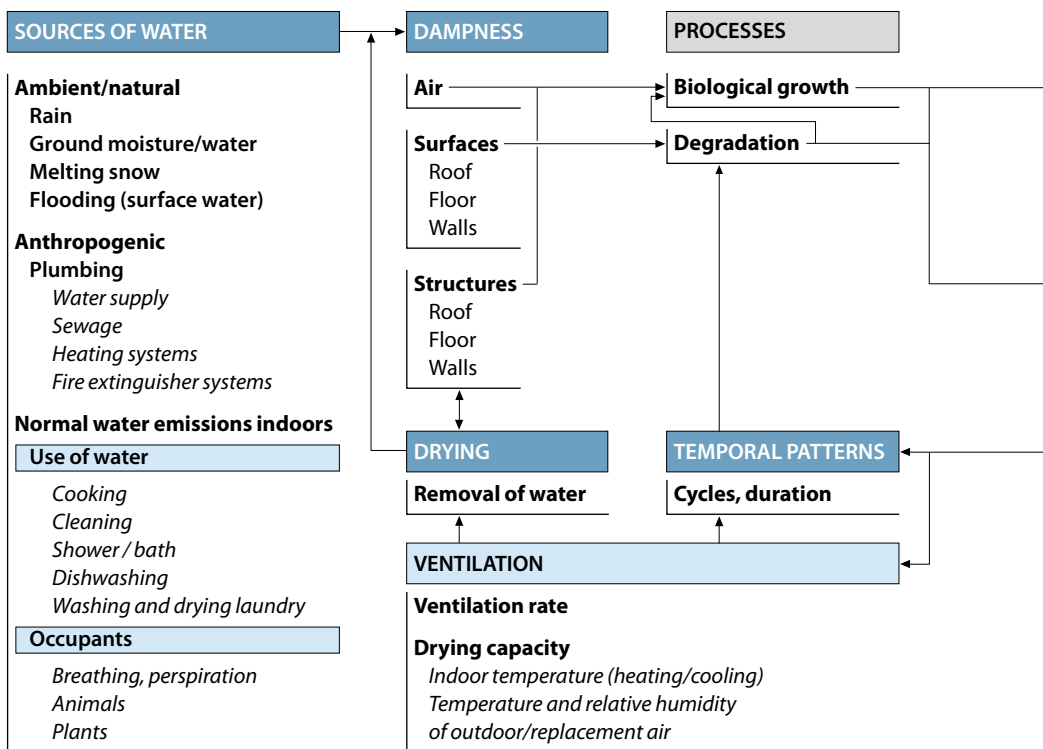 SOURCES OF WATER
Ambient/natural
Rain
Ground moisture/water
Melting snow
Flooding (surface water)
Anthropogenic
Plumbing
Water supply
Sewage
Heating systems
Fire extinguisher systems
Normal water emissions indoors
Use of water
Cooking
Cleaning
Shower / bath
Dishwashing
Washing and drying laundry
Occupants
Breathing, perspiration
Animals
Plants
DAMPNESS
Air
Surfaces
Roof
Floor
Walls
Structures
Roof
Floor
Walls
DRYING
Removal of water
PROCESSES
Biological growth
Degradation
TEMPORAL PATTERNS
Cycles, duration
VENTILATION
Ventilation rate
Drying capacity
Indoor temperature (heating/cooling)
Temperature and relative humidity
of outdoor/replacement air